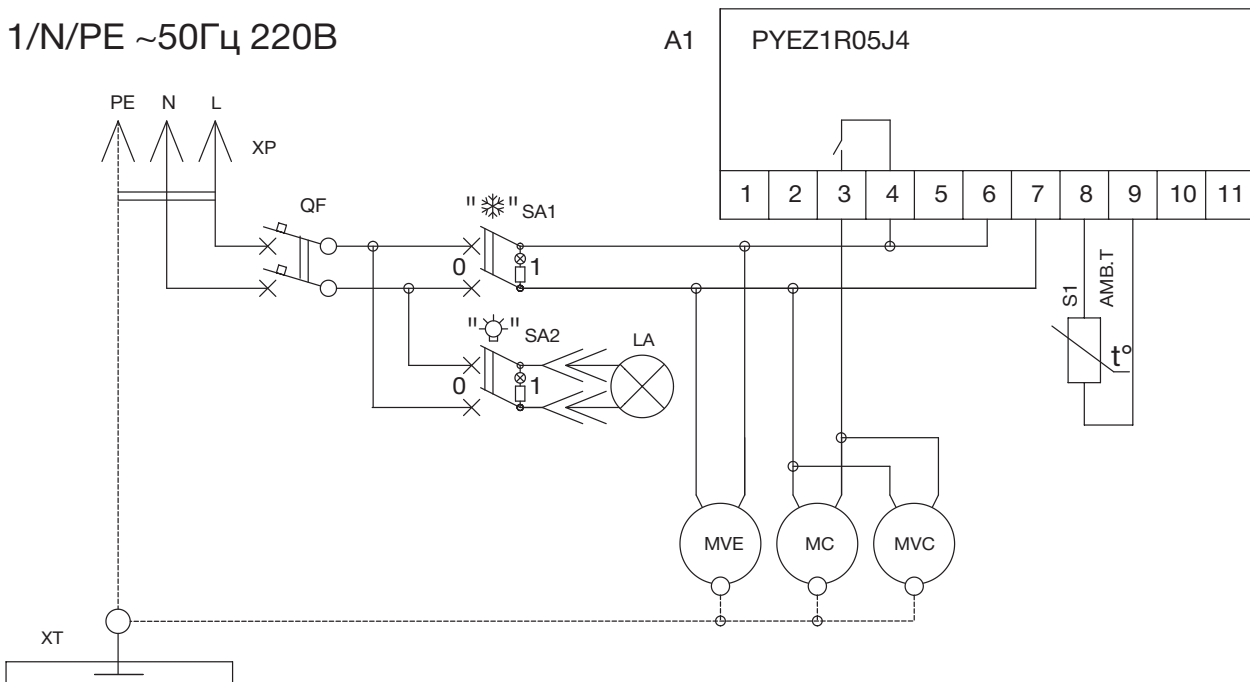 1/N/PE ~50Гц 220В
A1 PYEZ1R05J4
PE N L
XP
1 2 3 4 5 6 7 8 9 10 11
QF
" " SA1
0 1
S1
AMB.T
" " SA2
LA
0 1
t°
MVE MC MVC
XT